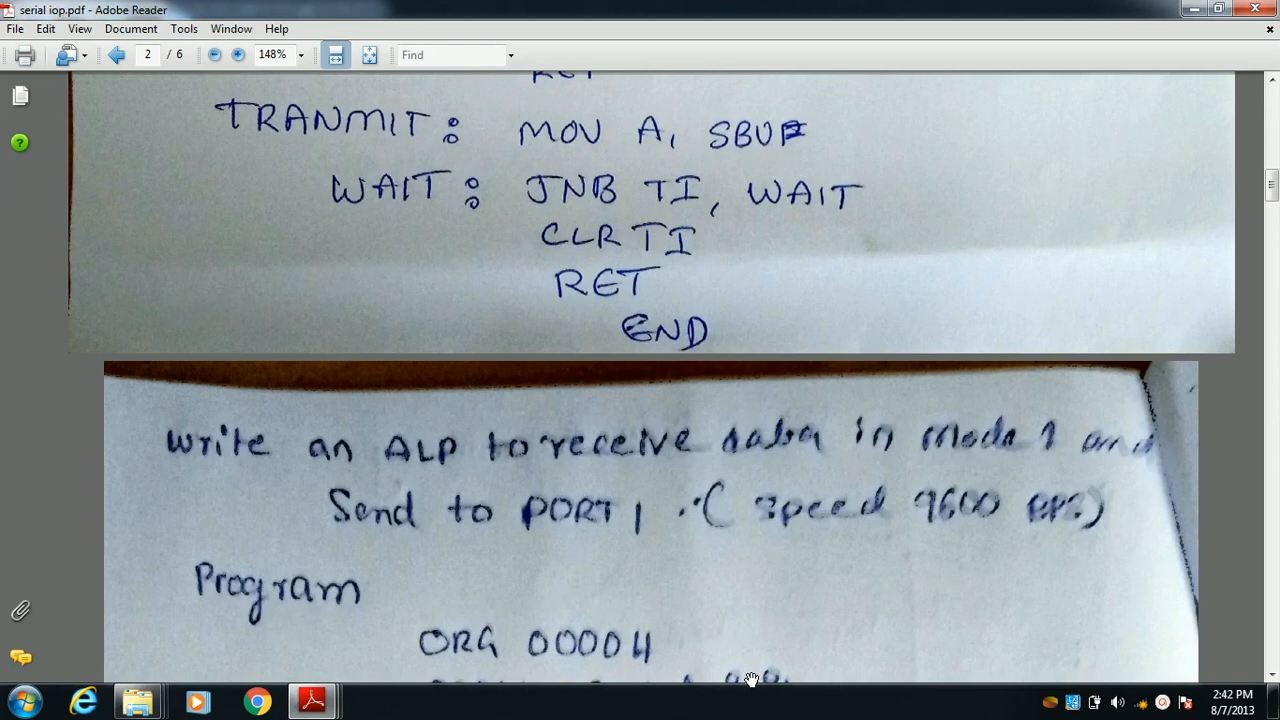 serial iop.pdf - Adobe Reader
File Edit View Document Tools Window Help
2 / 6 148% Find
TRANMIT : MOV A, SBUF
WAIT : JNB TI, WAIT
CLR TI
RET
END
Write an ALP to receive data in mode 1 and
Send to PORT 1 . ( speed 9600 BPS)
Program
ORG 0000H
2:42 PM
8/7/2013